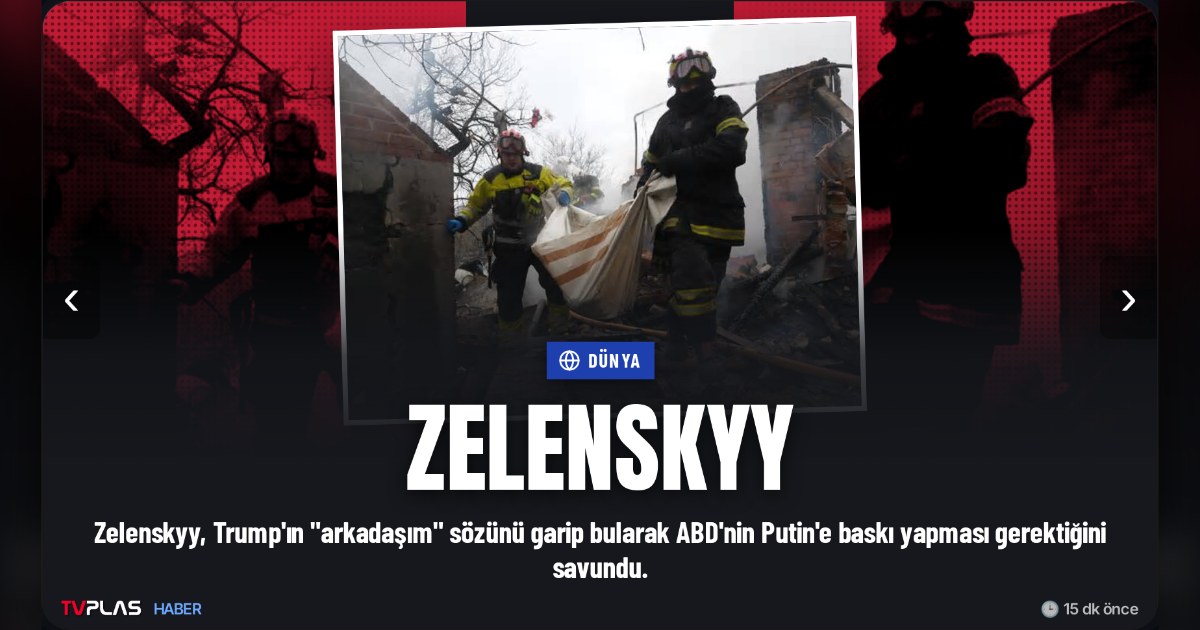 DÜNYA
ZELENSKYY
Zelenskyy, Trump'ın "arkadaşım" sözünü garip bularak ABD'nin Putin'e baskı yapması gerektiğini
savundu.
TVPLAS HABER
15 dk önce